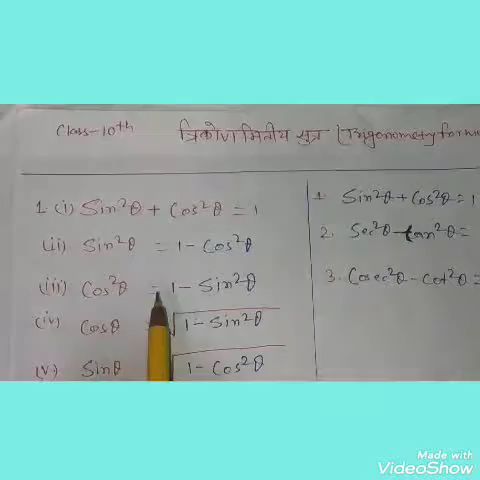 Class-10th त्रिकोणमितीय सूत्र (Trigonometry
1. (i) Sin²θ + Cos²θ = 1
(ii) Sin²θ = 1 - Cos²θ
(iii) Cos²θ = 1 - Sin²θ
(iv) Cosθ √1 - Sin²θ
(v) Sinθ √1 - Cos²θ
1. Sin²θ + Cos²θ = 1
2. Sec²θ - tan²θ =
3. Cosec²θ - Cot²θ =
Made with
VideoShow